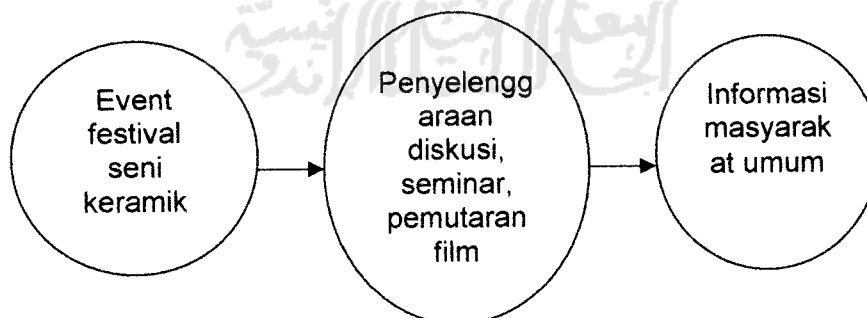 Event
festival
seni
keramik
Penyelengg
araan
diskusi,
seminar,
pemutaran
film
Informasi
masyarak
at umum